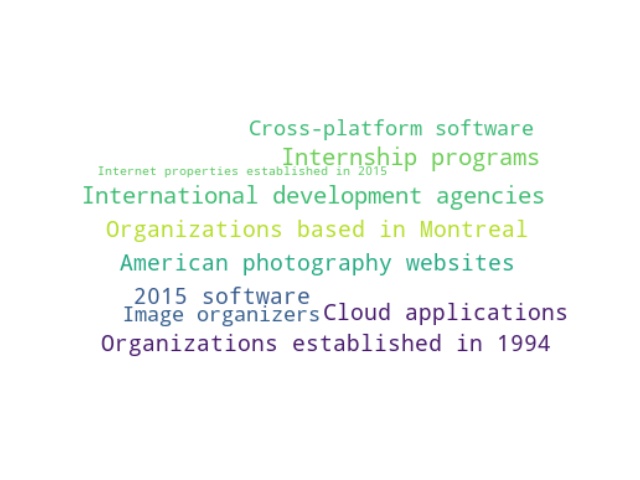 Cross-platform software
Internship programs
Internet properties established in 2015
International development agencies
Organizations based in Montreal
American photography websites
2015 software
Image organizers
Cloud applications
Organizations established in 1994